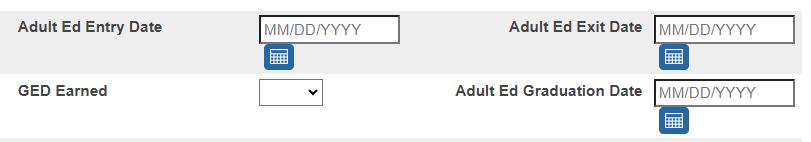 Adult Ed Entry Date MM/DD/YYYY Adult Ed Exit Date MM/DD/YYYY
GED Earned Adult Ed Graduation Date MM/DD/YYYY